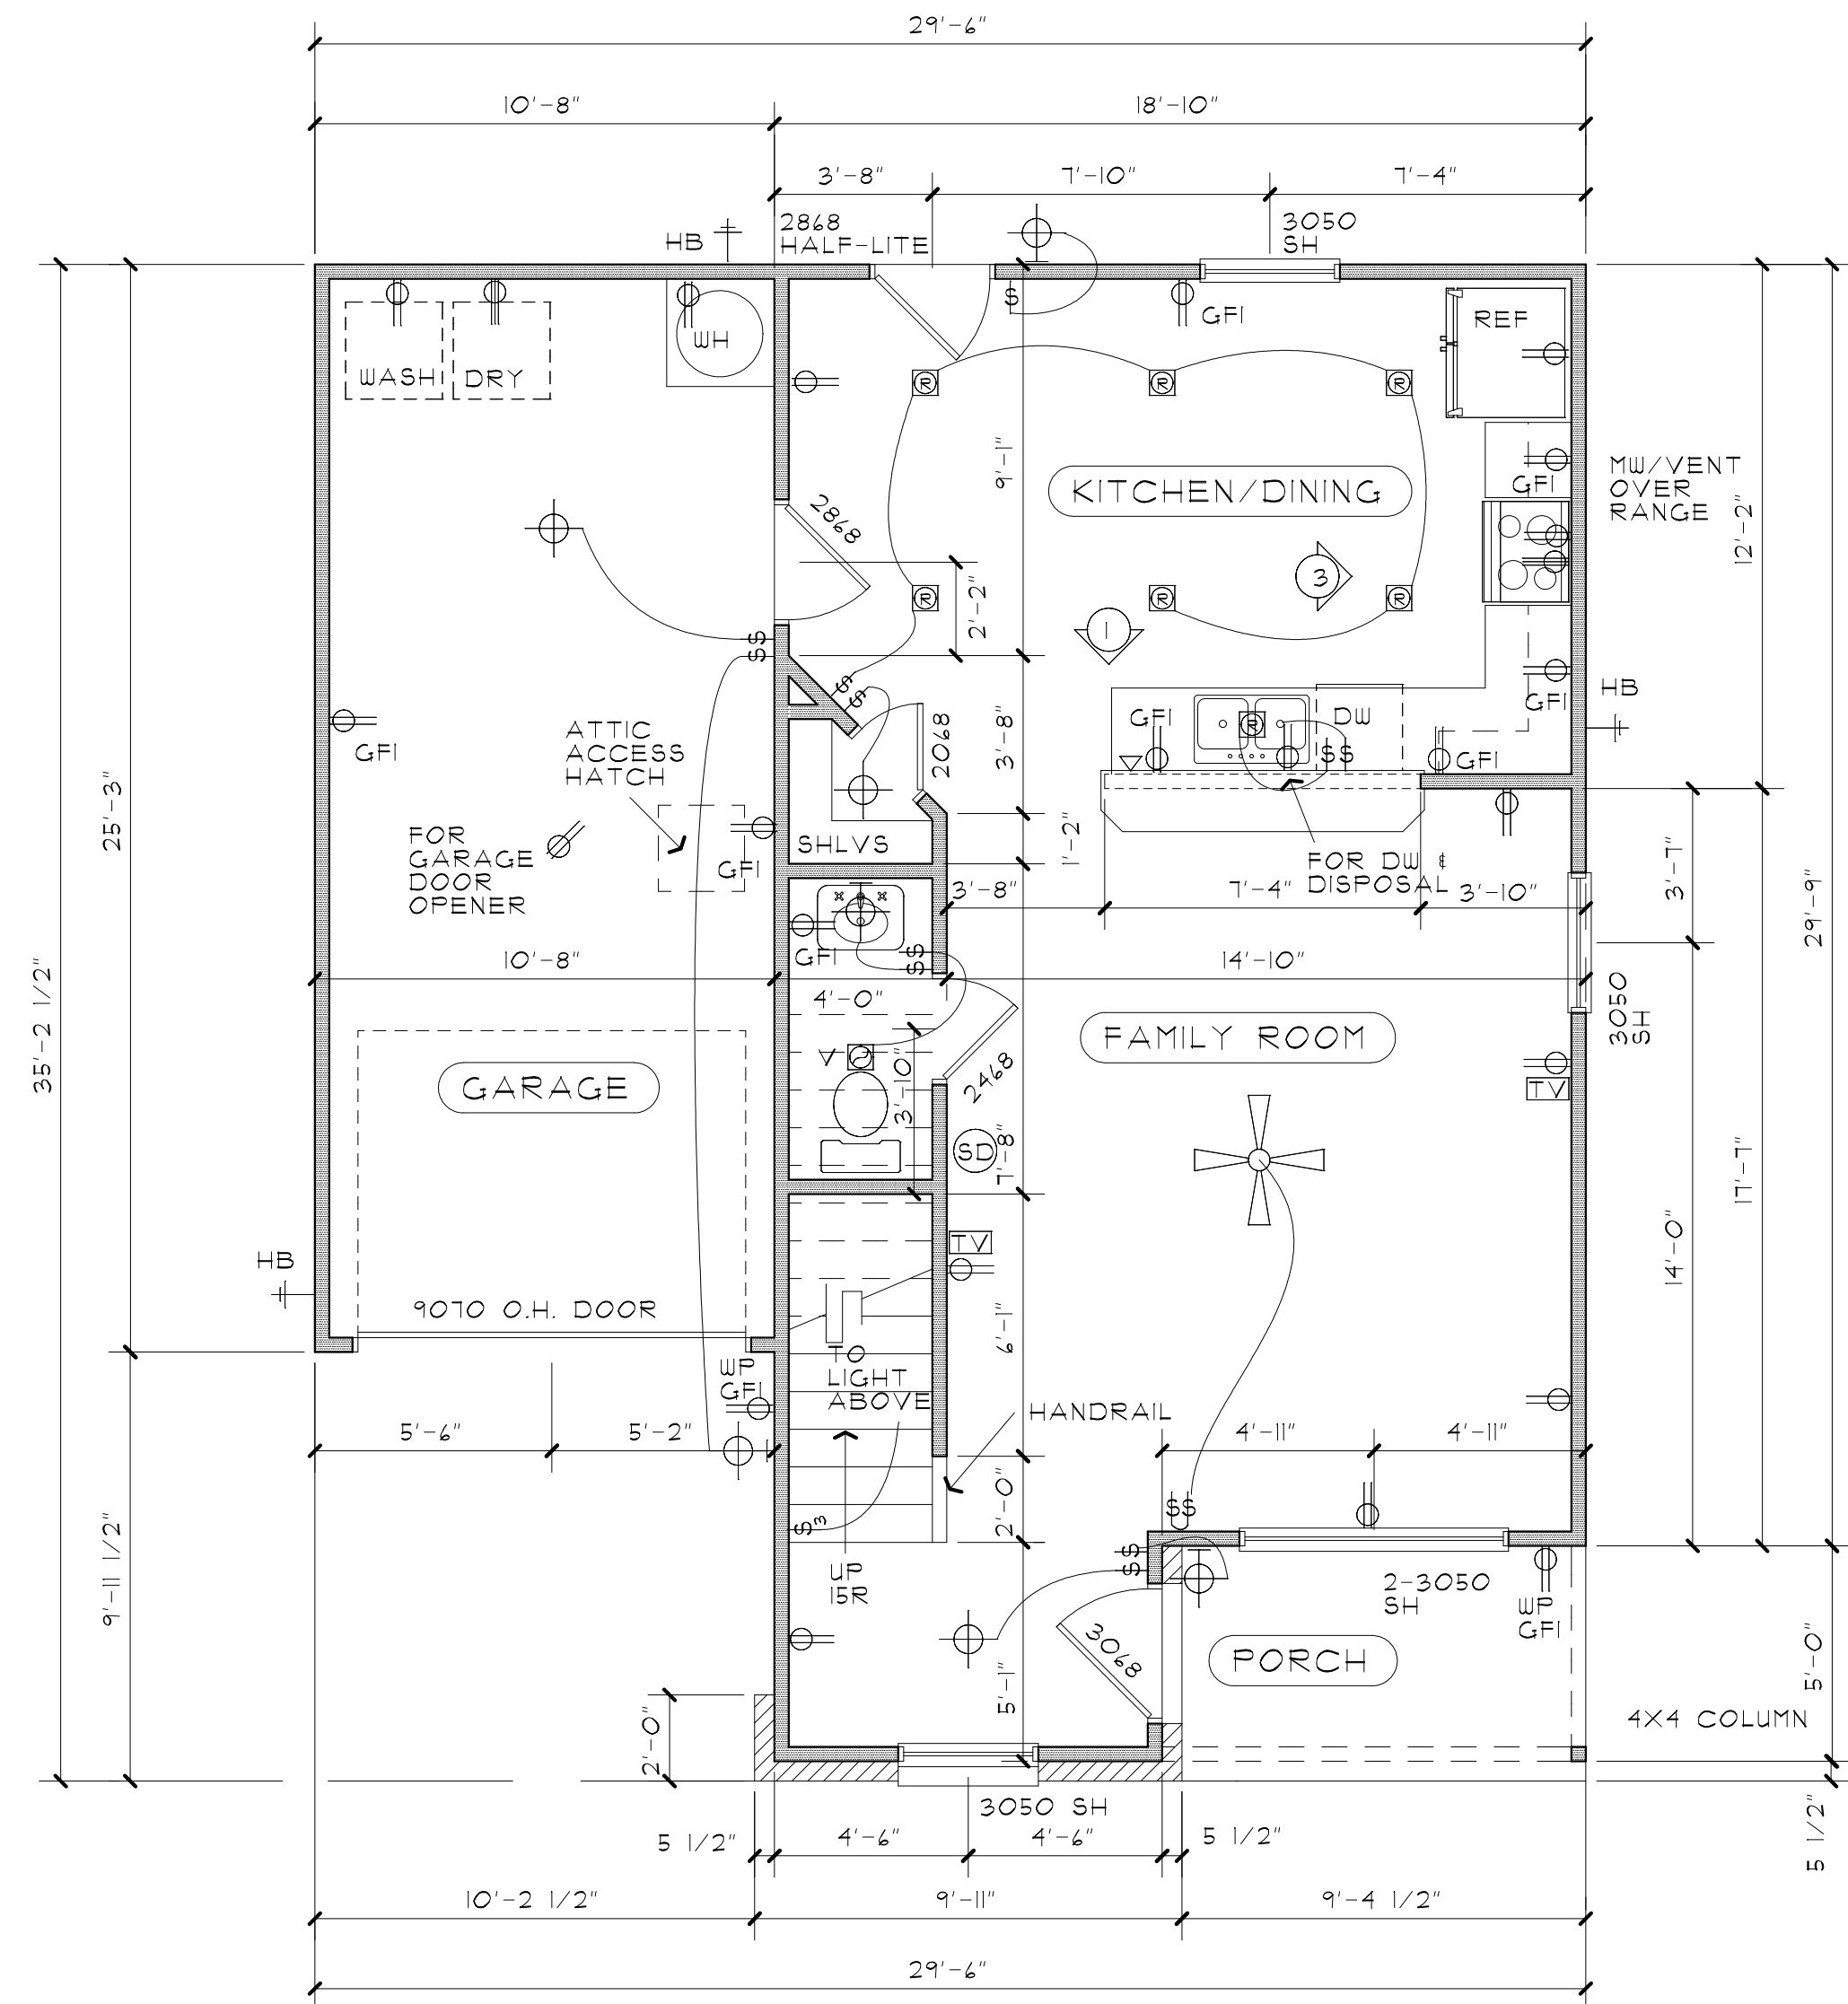 29'-6"
10'-8"
18'-10"
3'-8"
7'-10"
7'-4"
HB
2868
HALF-LITE
3050
SH
S
GFI
REF
WH
WASH
DRY
R
R
R
9'-1"
KITCHEN/DINING
GFI
MW/VENT
OVER
RANGE
12'-2"
2868
3
R
R
R
2'-2"
1
SS
S
S
GFI
HB
GFI
ATTIC
ACCESS
HATCH
2068
3'-8"
GFI
R
DW
SS
GFI
25'-3"
FOR
GARAGE
DOOR
OPENER
GFI
SHLVS
1'-2"
FOR DW &
DISPOSAL
3'-8"
7'-4"
3'-10"
3'-7"
29'-9"
GFI
SS
10'-8"
14'-10"
35'-2 1/2"
4'-0"
3050
SH
FAMILY ROOM
V
3'-10"
2468
GARAGE
TV
SD
7'-8"
17'-7"
HB
TV
14'-0"
9070 O.H. DOOR
6'-1"
WP
GFI
TO
LIGHT
ABOVE
HANDRAIL
5'-6"
5'-2"
4'-11"
4'-11"
2'-0"
SS
S3
9'-11 1/2"
SS
UP
15R
2-3050
SH
WP
GFI
3068
PORCH
5'-1"
5'-0"
2'-0"
4X4 COLUMN
3050 SH
5 1/2"
4'-6"
4'-6"
5 1/2"
5 1/2"
10'-2 1/2"
9'-11"
9'-4 1/2"
29'-6"